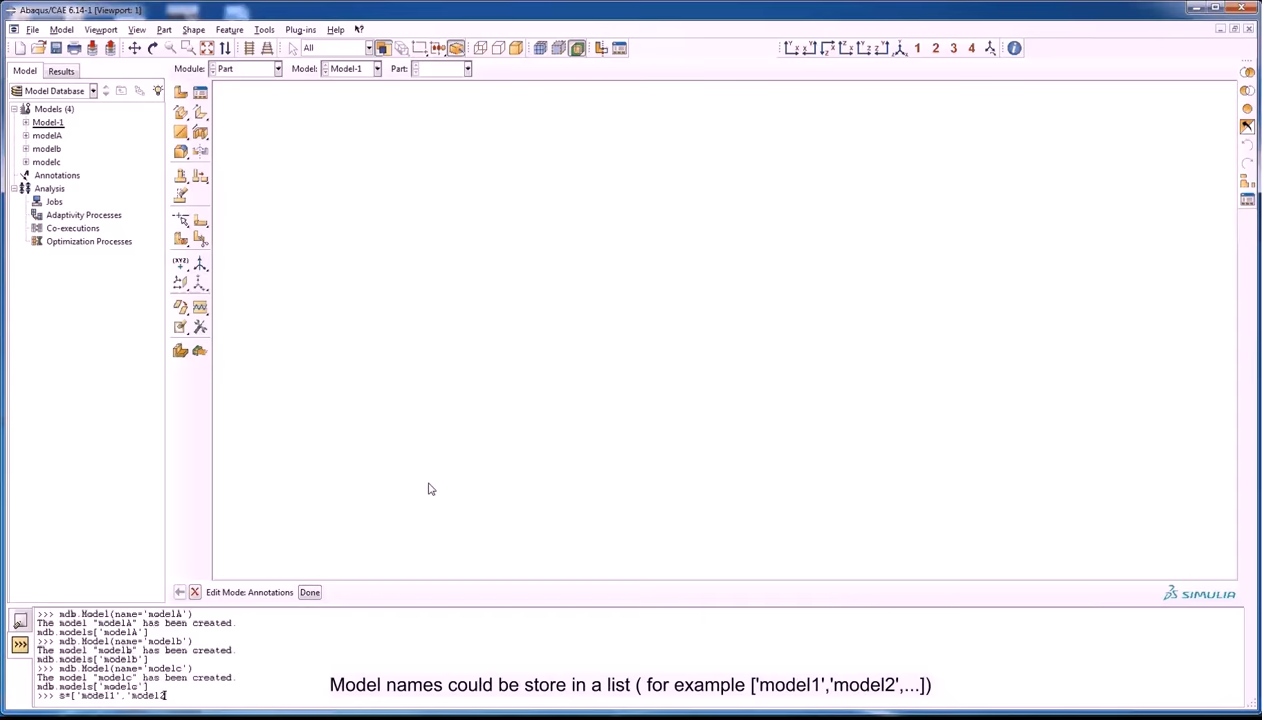 Abaqus/CAE 6.14-1 [Viewport: 1]
File Model Viewport View Part Shape Feature Tools Plug-ins Help
All
1 2 3 4
Model Results
Module: Part Model: Model-1 Part:
Model Database
Models (4)
Model-1
modelA
modelb
modelc
Annotations
Analysis
Jobs
Adaptivity Processes
Co-executions
Optimization Processes
(XYZ)
Edit Mode: Annotations Done
SIMULIA
>>> mdb.Model(name='modelA')
The model "modelA" has been created.
mdb.models['modelA']
>>> mdb.Model(name='modelb')
The model "modelb" has been created.
mdb.models['modelb']
>>> mdb.Model(name='modelc')
The model "modelc" has been created.
mdb.models['modelc']
>>> s=['model1','model2
Model names could be store in a list ( for example ['model1','model2',...])